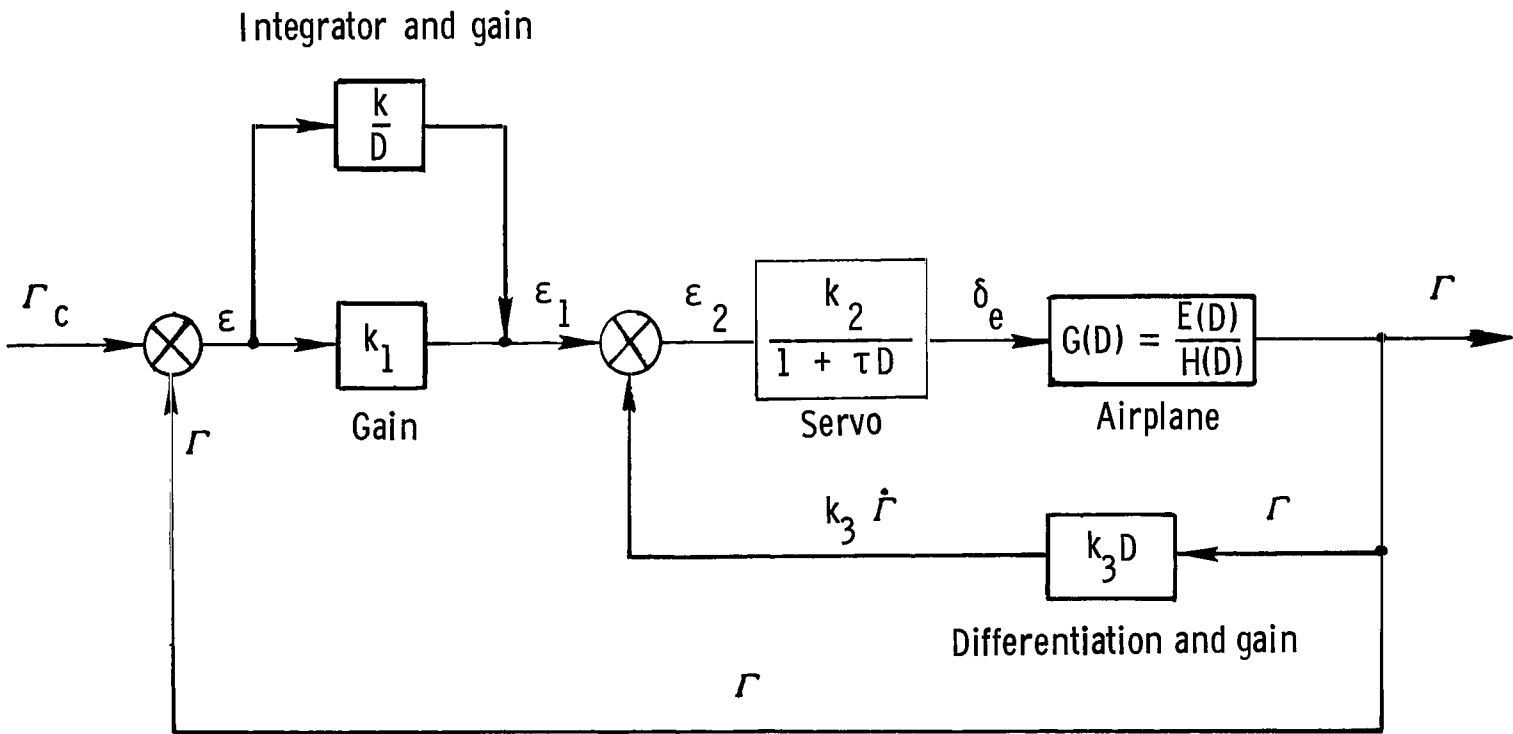 Integrator and gain
k
D
Γc
ε
k1
ε1
ε2
k2
1 + τD
δe
G(D) = E(D)
H(D)
Γ
Gain
Servo
Airplane
Γ
k3 Γ̇
k3D
Γ
Differentiation and gain
Γ